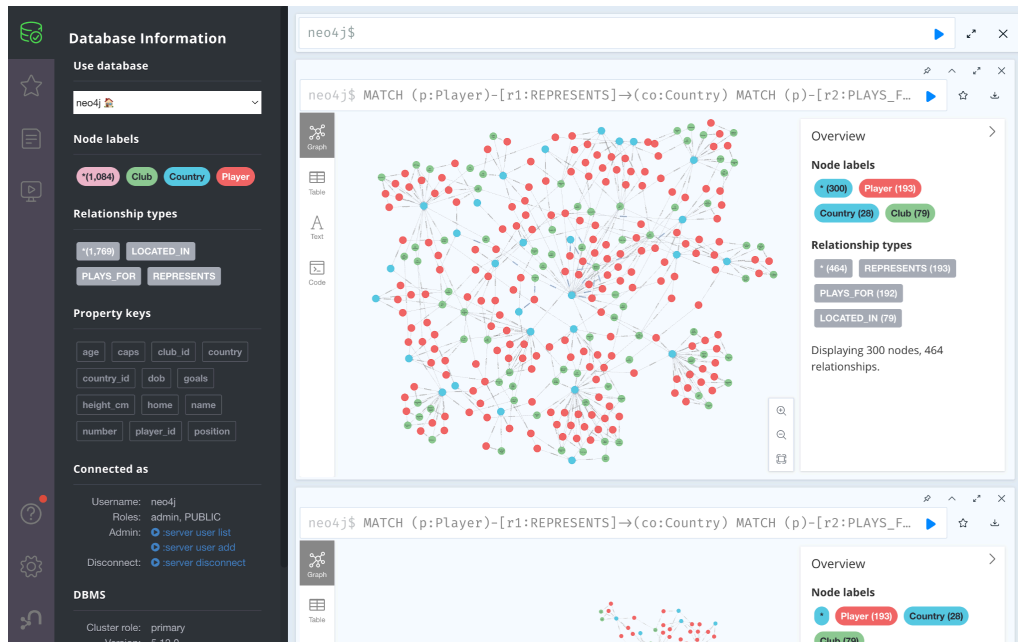 Database Information
Use database
neo4j
Node labels
*(1,084) Club Country Player
Relationship types
*(1,769) LOCATED_IN
PLAYS_FOR REPRESENTS
Property keys
age caps club_id country
country_id dob goals
height_cm home name
number player_id position
Connected as
Username: neo4j
Roles: admin, PUBLIC
Admin: :server user list
:server user add
Disconnect: :server disconnect
DBMS
Cluster role: primary
neo4j$
neo4j$ MATCH (p:Player)-[r1:REPRESENTS]→(co:Country) MATCH (p)-[r2:PLAYS_F…
Graph
Table
Text
Code
Overview
Node labels
* (300) Player (193)
Country (28) Club (79)
Relationship types
* (464) REPRESENTS (193)
PLAYS_FOR (192)
LOCATED_IN (79)
Displaying 300 nodes, 464
relationships.
neo4j$ MATCH (p:Player)-[r1:REPRESENTS]→(co:Country) MATCH (p)-[r2:PLAYS_F…
Graph
Table
Overview
Node labels
* Player (193) Country (28)
Club (79)